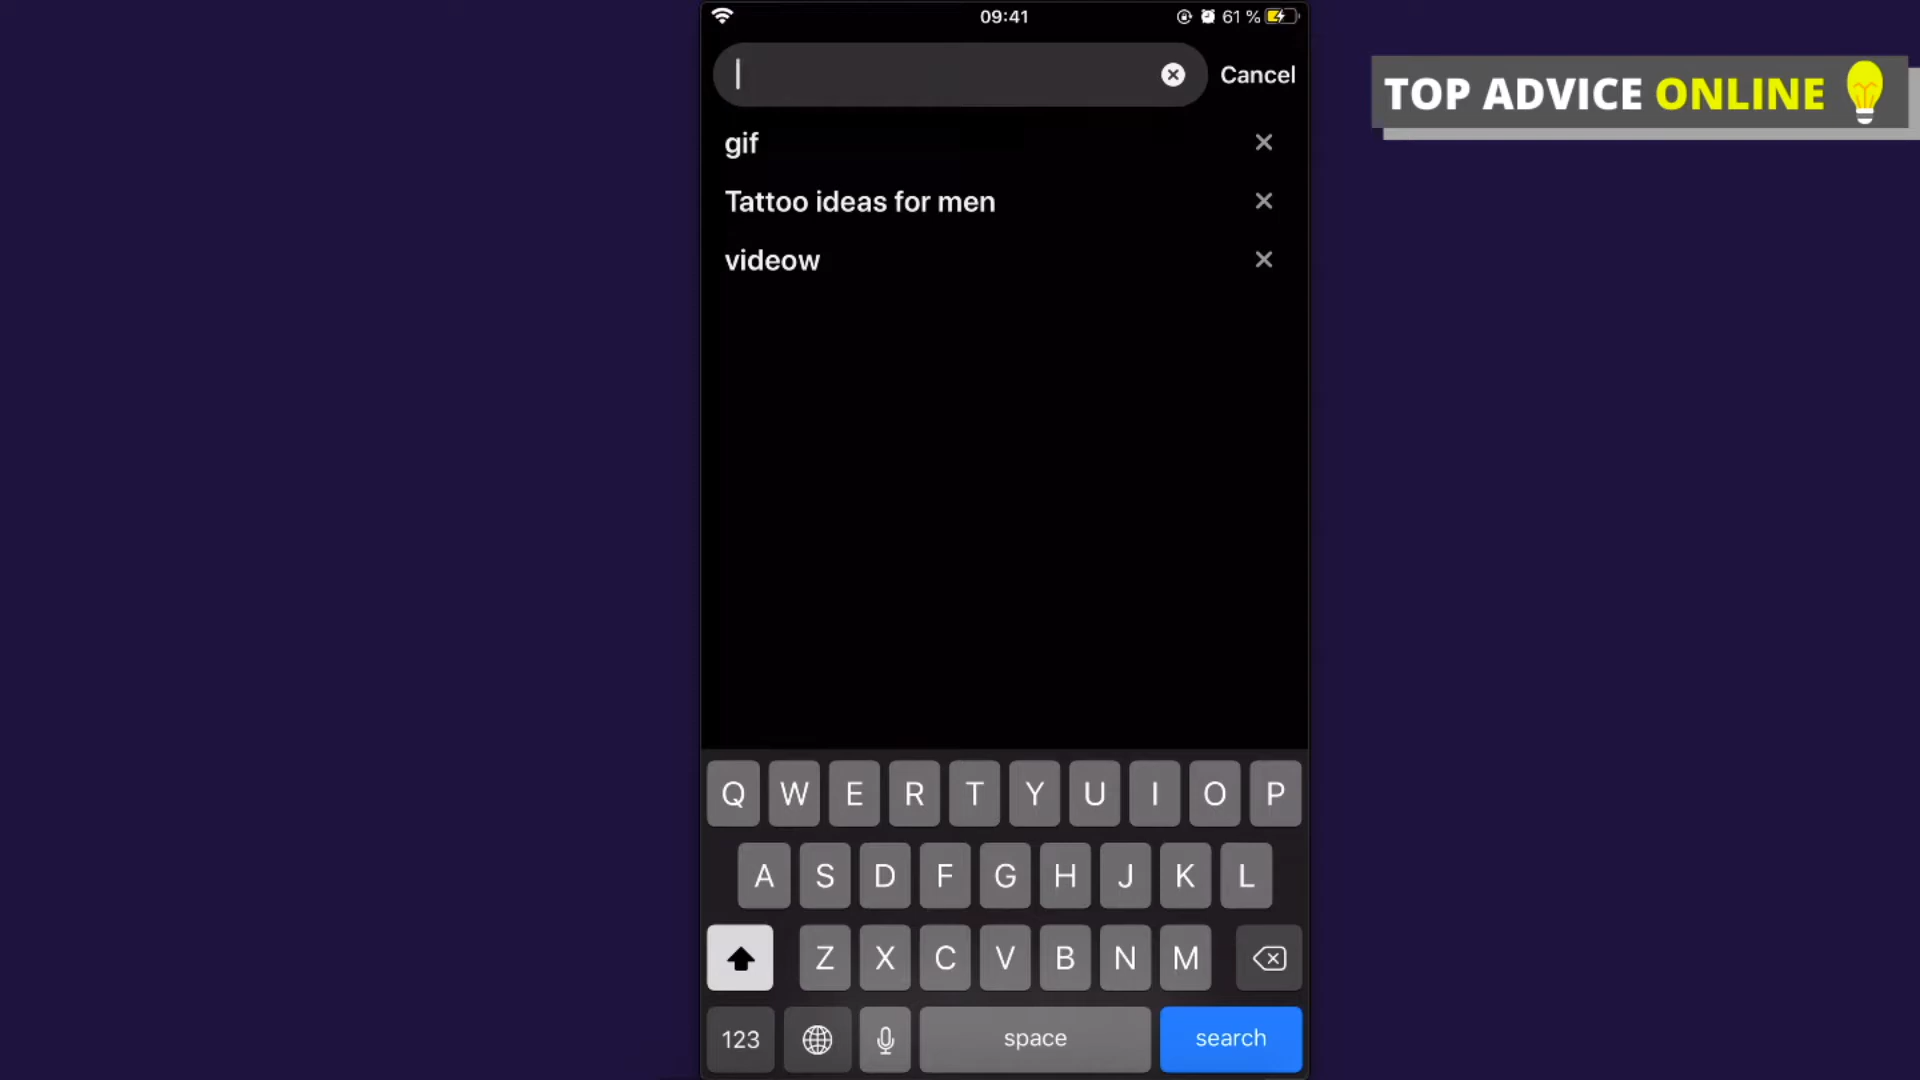 09:41
61 %
Cancel
TOP ADVICE ONLINE
gif
Tattoo ideas for men
videow
Q W E R T Y U I O P
A S D F G H J K L
Z X C V B N M
123 space search